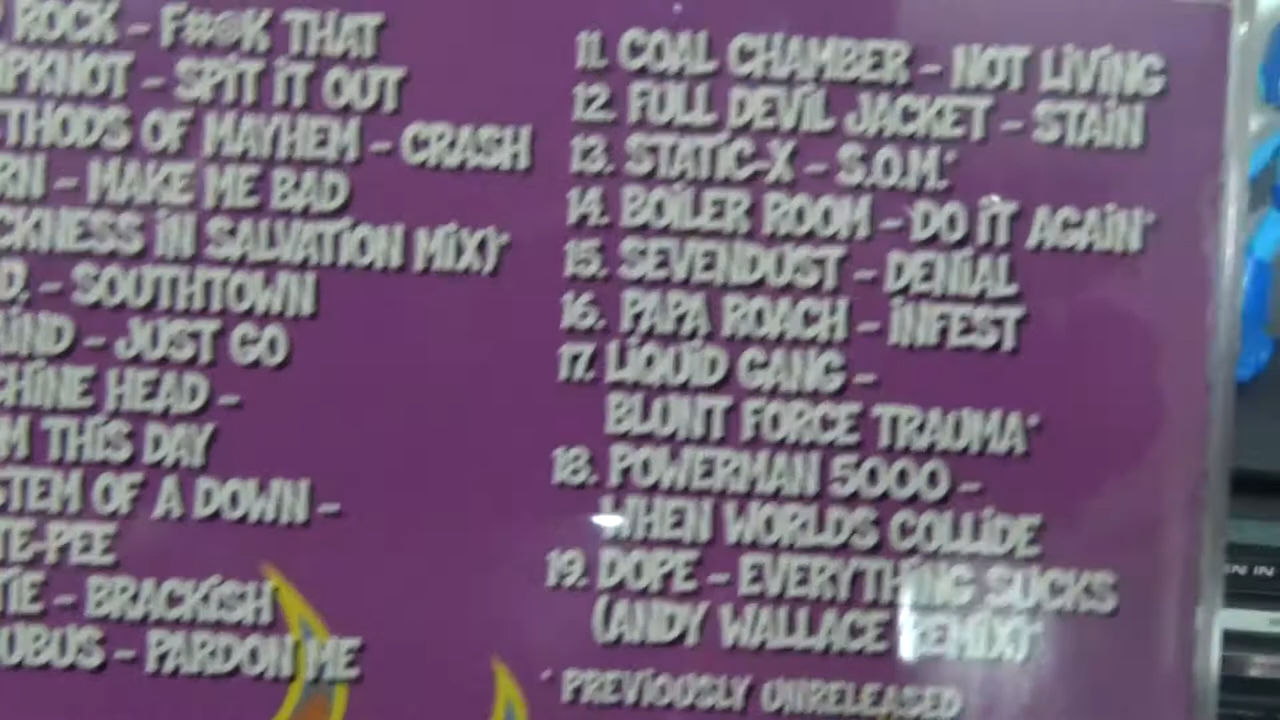 ROCK - F#@K THAT
IPKNOT - SPIT IT OUT
THODS OF MAYHEM - CRASH
RN - MAKE ME BAD
CKNESS IN SALVATION MIX)*
D. - SOUTHTOWN
AIND - JUST GO
CHINE HEAD -
M THIS DAY
STEM OF A DOWN -
TE-PEE
TIE - BRACKISH
UBUS - PARDON ME
11. COAL CHAMBER - NOT LIVING
12. FULL DEVIL JACKET - STAIN
13. STATIC-X - S.O.M.*
14. BOILER ROOM - DO IT AGAIN*
15. SEVENDUST - DENIAL
16. PAPA ROACH - INFEST
17. LIQUID GANG -
BLUNT FORCE TRAUMA*
18. POWERMAN 5000 -
WHEN WORLDS COLLIDE
19. DOPE - EVERYTHING SUCKS
(ANDY WALLACE REMIX)*
* PREVIOUSLY UNRELEASED
N IN